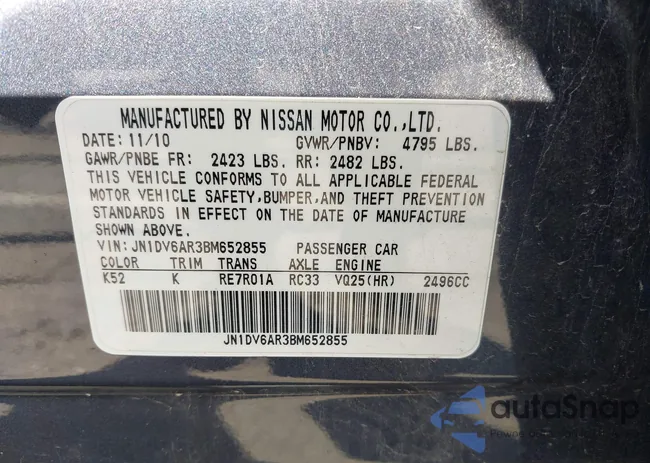 MANUFACTURED BY NISSAN MOTOR CO.,LTD.
DATE: 11/10 GVWR/PNBV: 4795 LBS.
GAWR/PNBE FR: 2423 LBS. RR: 2482 LBS.
THIS VEHICLE CONFORMS TO ALL APPLICABLE FEDERAL
MOTOR VEHICLE SAFETY,BUMPER,AND THEFT PREVENTION
STANDARDS IN EFFECT ON THE DATE OF MANUFACTURE
SHOWN ABOVE.
VIN: JN1DV6AR3BM652855 PASSENGER CAR
COLOR TRIM TRANS AXLE ENGINE
K52 K RE7R01A RC33 VQ25(HR) 2496CC
JN1DV6AR3BM652855
autoSnap